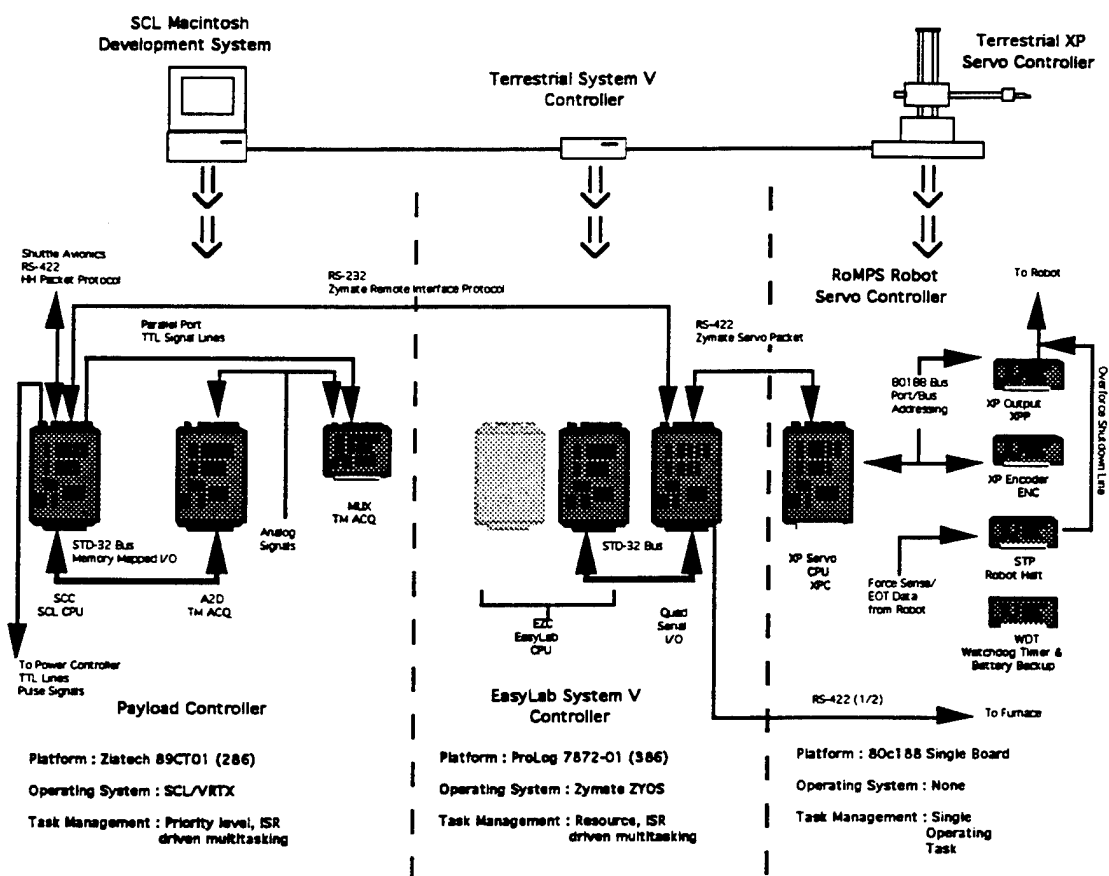 SCL Macintosh
Development System
Terrestrial System V
Controller
Terrestrial XP
Servo Controller
Shuttle Avionics
RS-422
HH Packet Protocol
RS-232
Zymate Remote Interface Protocol
RoMPS Robot
Servo Controller
To Robot
Parallel Port
TTL Signal Lines
RS-422
Zymate Servo Packet
80188 Bus
Port/Bus
Addressing
XP Output
XPP
Overforce Shutdown Line
XP Encoder
ENC
MUX
TM ACQ
Analog
Signals
STD-32 Bus
Memory Mapped I/O
SCC
SCL CPU
A2D
TM ACQ
STD-32 Bus
EZC
EasyLab
CPU
Quad
Serial
I/O
XP Servo
CPU
XPC
STP
Robot Halt
Force Sense/
EOT Data
from Robot
WDT
Watchdog Timer &
Battery Backup
To Power Controller
TTL Lines
Pulse Signals
RS-422 (1/2)
To Furnace
Payload Controller
EasyLab System V
Controller
Platform : Ziatech 89CT01 (286)
Operating System : SCL/VRTX
Task Management : Priority level, ISR
driven multitasking
Platform : ProLog 7872-01 (386)
Operating System : Zymate ZYOS
Task Management : Resource, ISR
driven multitasking
Platform : 80c188 Single Board
Operating System : None
Task Management : Single
Operating
Task